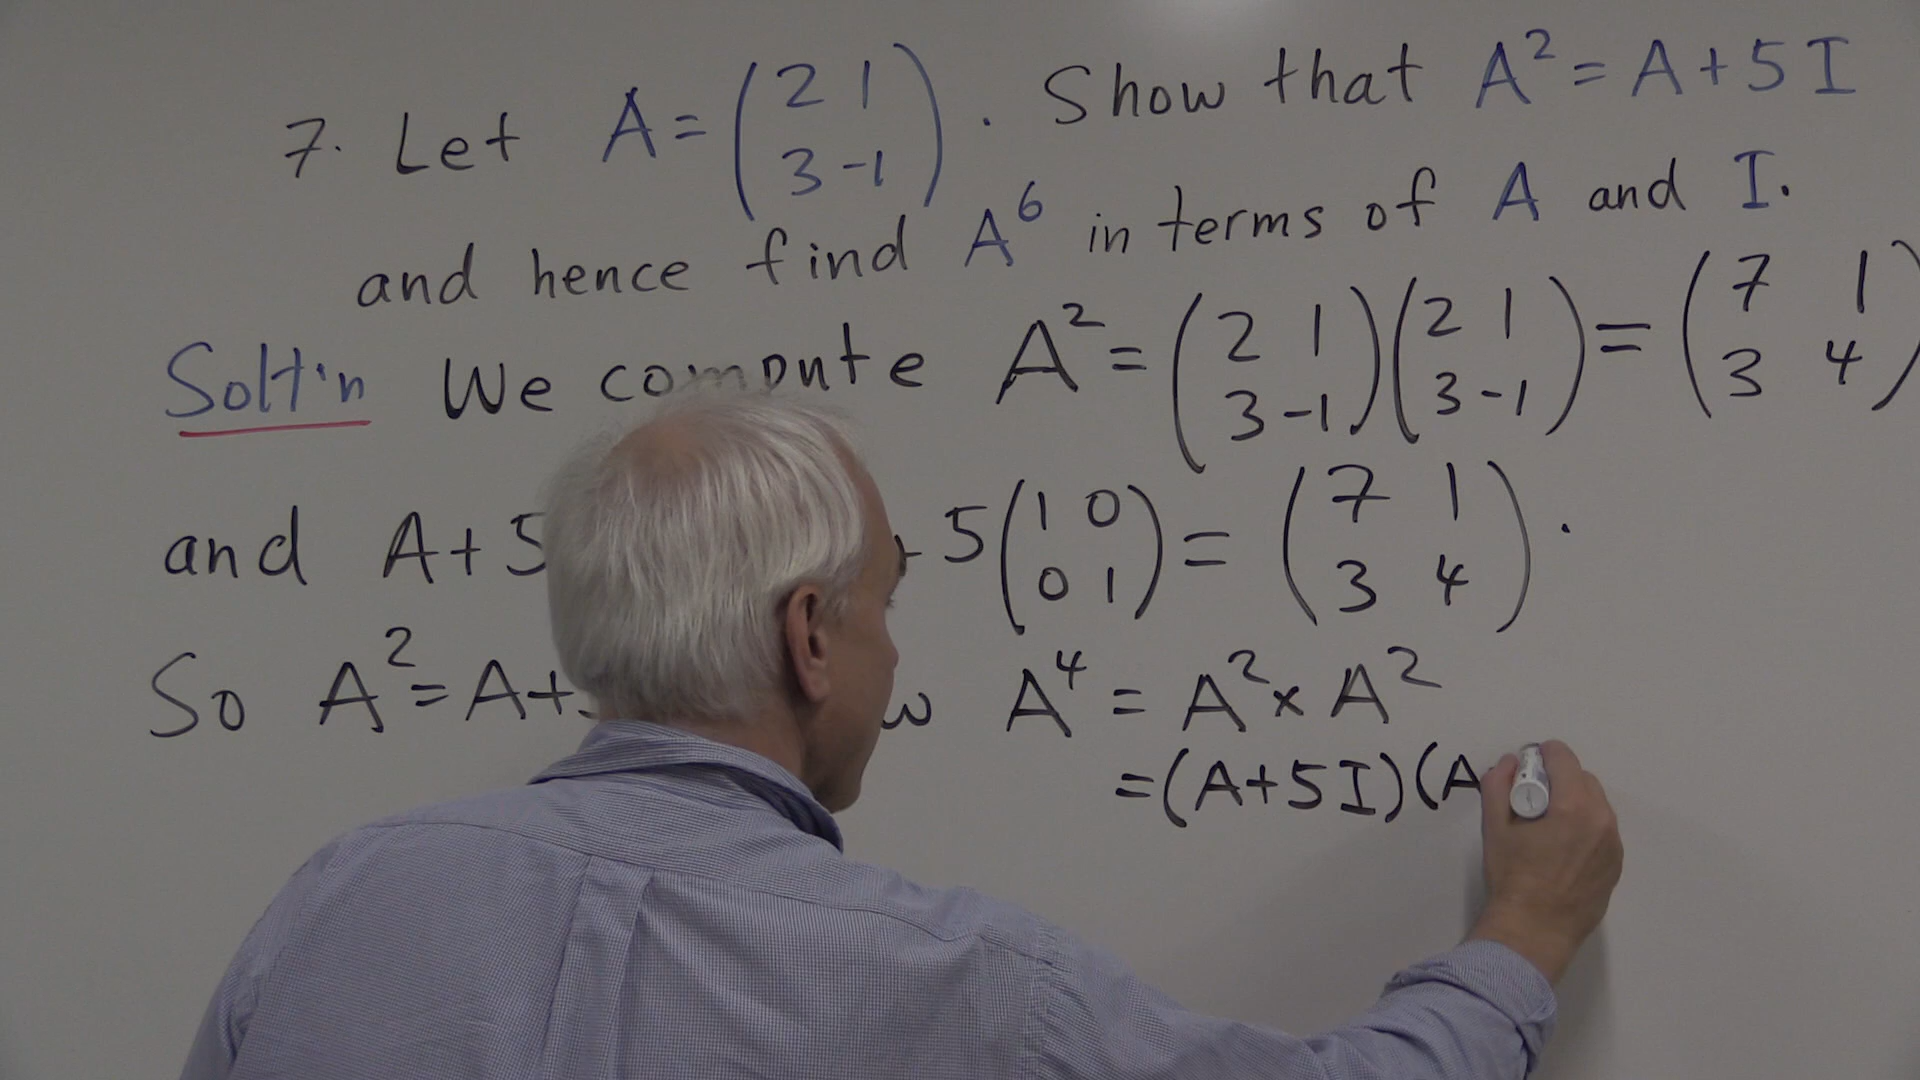 7. Let A = (2 1 3 -1). Show that A² = A + 5 I
and hence find A⁶ in terms of A and I.
Solt'n We compute A² = (2 1 3 -1)(2 1 3 -1) = (7 1 3 4)
and A + 5 + 5(1 0 0 1) = (7 1 3 4).
So A² = A + A⁴ = A² × A²
= (A + 5 I)(A